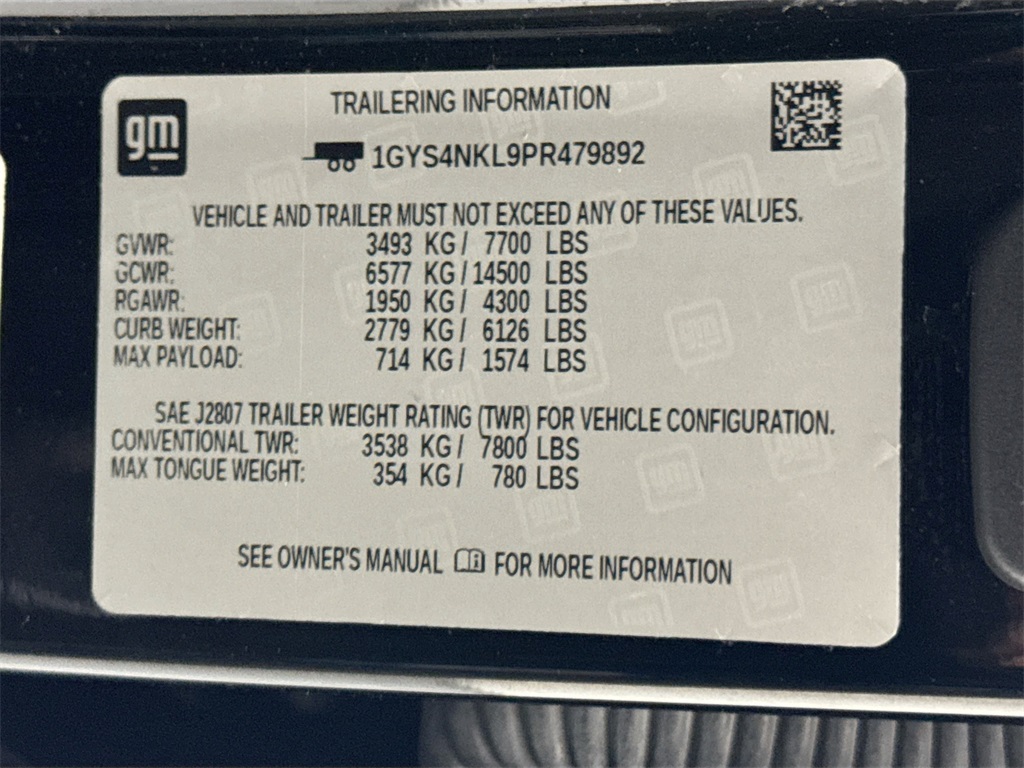 gm
TRAILERING INFORMATION
1GYS4NKL9PR479892
VEHICLE AND TRAILER MUST NOT EXCEED ANY OF THESE VALUES.
GVWR: 3493 KG / 7700 LBS
GCWR: 6577 KG / 14500 LBS
RGAWR: 1950 KG / 4300 LBS
CURB WEIGHT: 2779 KG / 6126 LBS
MAX PAYLOAD: 714 KG / 1574 LBS
SAE J2807 TRAILER WEIGHT RATING (TWR) FOR VEHICLE CONFIGURATION.
CONVENTIONAL TWR: 3538 KG / 7800 LBS
MAX TONGUE WEIGHT: 354 KG / 780 LBS
SEE OWNER'S MANUAL FOR MORE INFORMATION